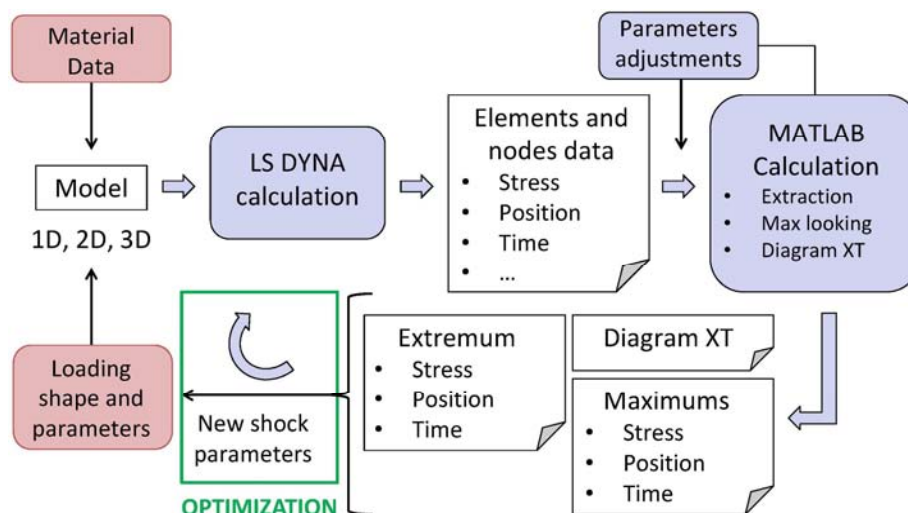 Material
Data
Parameters
adjustments
Model
1D, 2D, 3D
LS DYNA
calculation
Elements and
nodes data
• Stress
• Position
• Time
• ...
MATLAB
Calculation
• Extraction
• Max looking
• Diagram XT
Loading
shape and
parameters
New shock
parameters
OPTIMIZATION
Extremum
• Stress
• Position
• Time
Diagram XT
Maximums
• Stress
• Position
• Time